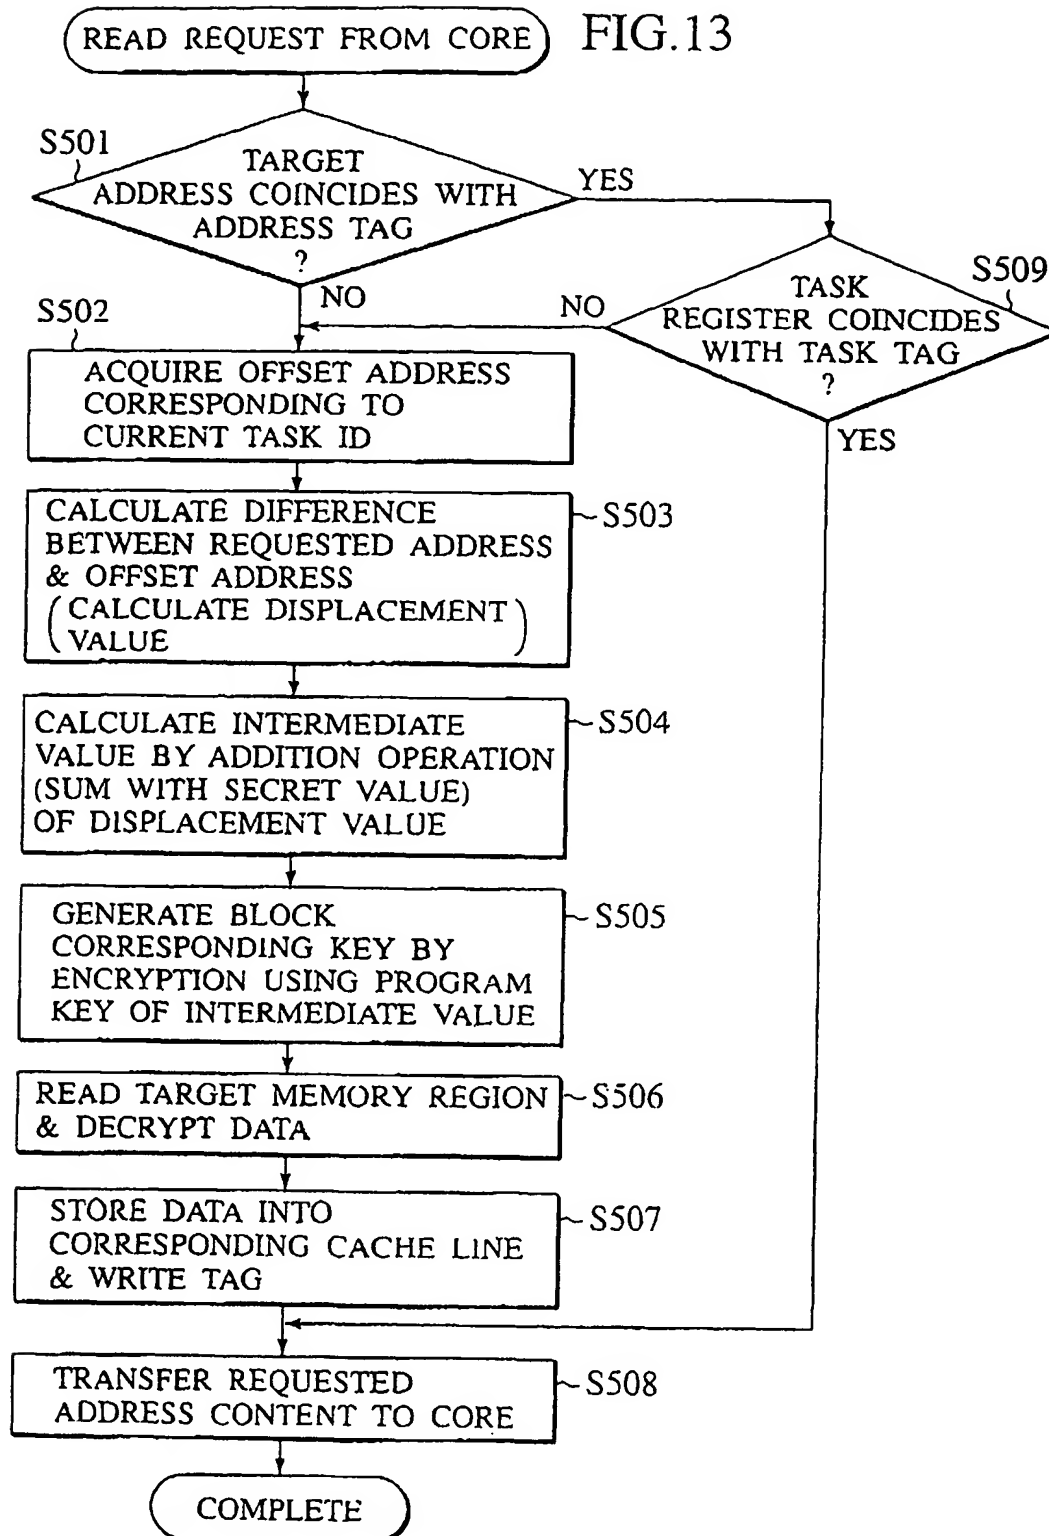 READ REQUEST FROM CORE
FIG.13
S501
TARGET
ADDRESS COINCIDES WITH
ADDRESS TAG
?
YES
NO
S509
TASK
REGISTER COINCIDES
WITH TASK TAG
?
NO
YES
S502
ACQUIRE OFFSET ADDRESS
CORRESPONDING TO
CURRENT TASK ID
CALCULATE DIFFERENCE
BETWEEN REQUESTED ADDRESS
& OFFSET ADDRESS
(CALCULATE DISPLACEMENT
VALUE)
S503
CALCULATE INTERMEDIATE
VALUE BY ADDITION OPERATION
(SUM WITH SECRET VALUE)
OF DISPLACEMENT VALUE
S504
GENERATE BLOCK
CORRESPONDING KEY BY
ENCRYPTION USING PROGRAM
KEY OF INTERMEDIATE VALUE
S505
READ TARGET MEMORY REGION
& DECRYPT DATA
S506
STORE DATA INTO
CORRESPONDING CACHE LINE
& WRITE TAG
S507
TRANSFER REQUESTED
ADDRESS CONTENT TO CORE
S508
COMPLETE